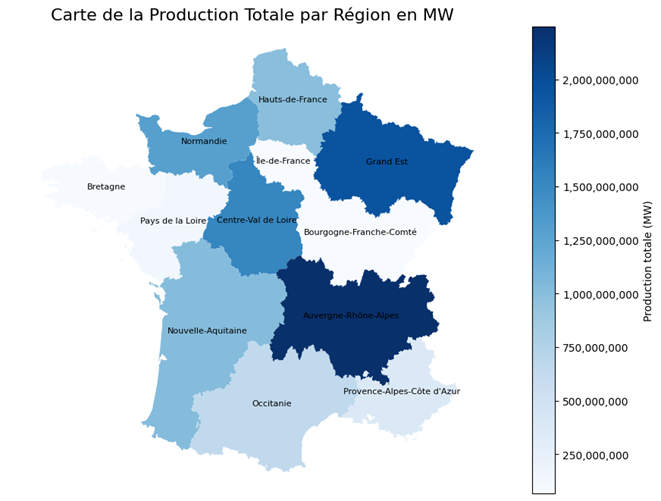 Carte de la Production Totale par Région en MW
Hauts-de-France
Normandie
Île-de-France
Grand Est
Bretagne
Pays de la Loire
Centre-Val de Loire
Bourgogne-Franche-Comté
Auvergne-Rhône-Alpes
Nouvelle-Aquitaine
Provence-Alpes-Côte d'Azur
Occitanie
2,000,000,000
1,750,000,000
1,500,000,000
1,250,000,000
1,000,000,000
750,000,000
500,000,000
250,000,000
Production totale (MW)